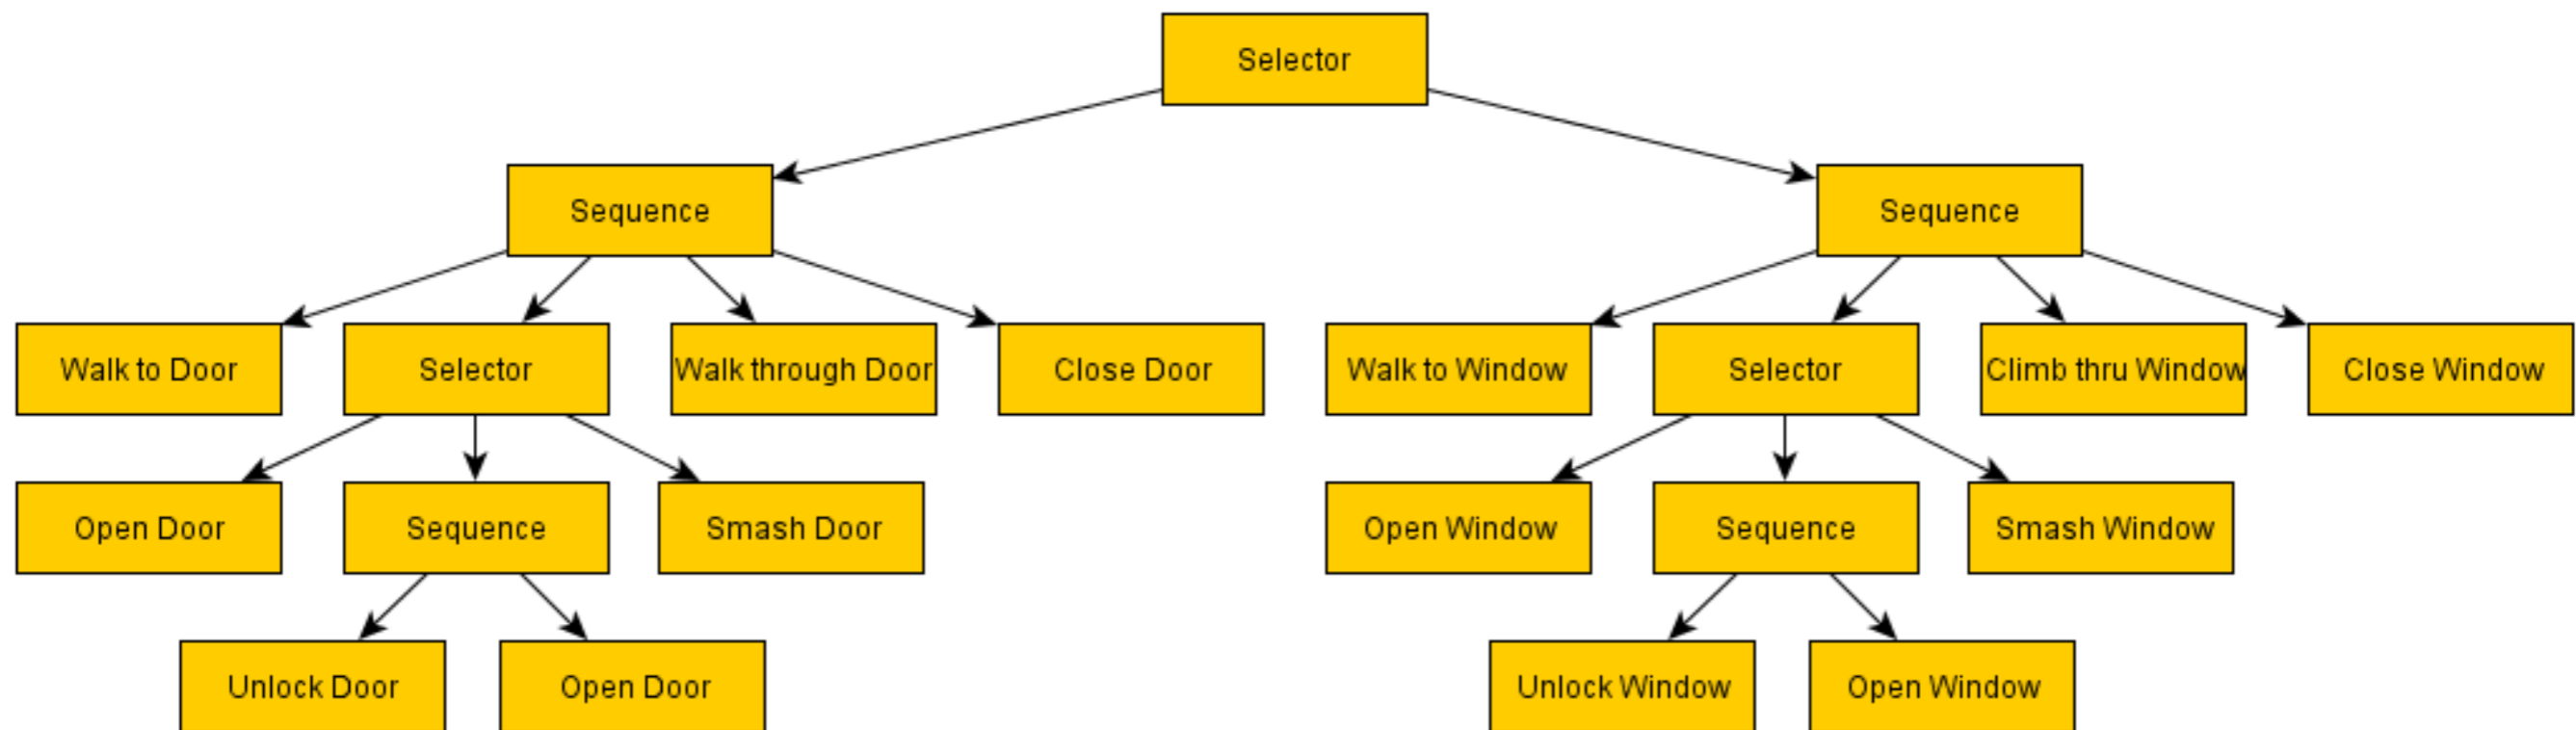 Selector
Sequence
Sequence
Walk to Door
Selector
Walk through Door
Close Door
Walk to Window
Selector
Climb thru Window
Close Window
Open Door
Sequence
Smash Door
Open Window
Sequence
Smash Window
Unlock Door
Open Door
Unlock Window
Open Window